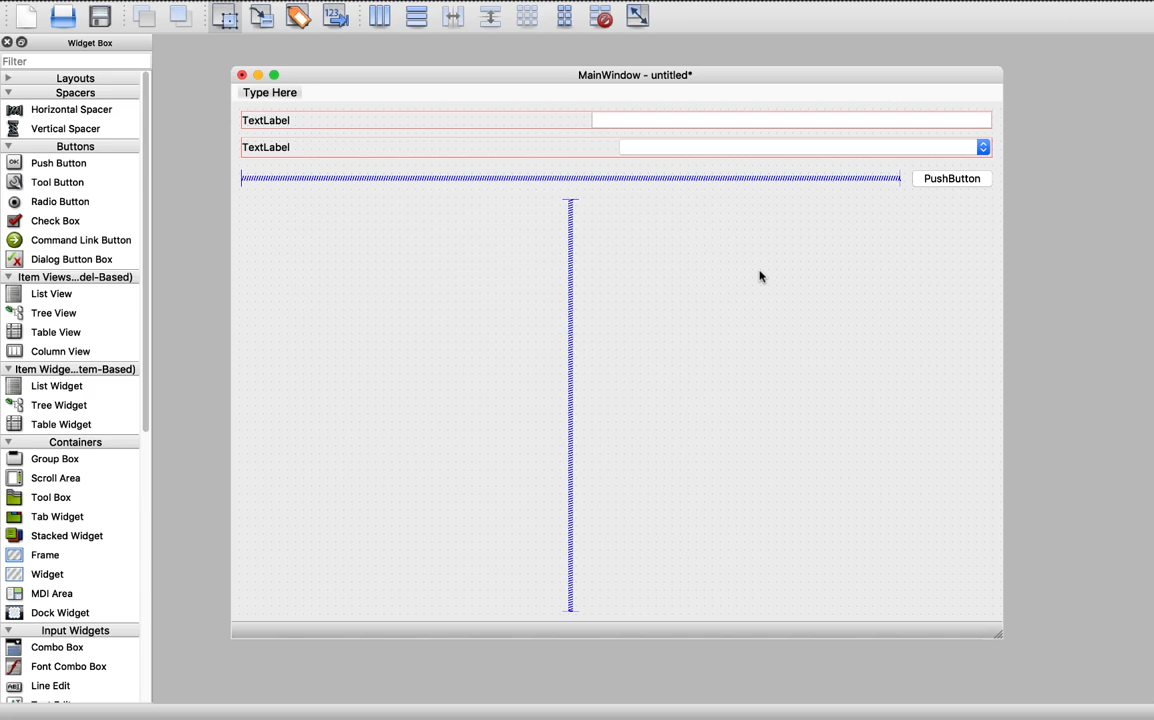 123
Widget Box
Filter
Layouts
Spacers
Horizontal Spacer
Vertical Spacer
Buttons
OK
Push Button
Tool Button
Radio Button
Check Box
Command Link Button
Dialog Button Box
Item Views...del-Based)
List View
Tree View
Table View
Column View
Item Widge...tem-Based)
List Widget
Tree Widget
Table Widget
Containers
Group Box
Scroll Area
Tool Box
Tab Widget
Stacked Widget
Frame
Widget
MDI Area
Dock Widget
Input Widgets
Combo Box
Font Combo Box
Line Edit
MainWindow - untitled*
Type Here
TextLabel
TextLabel
PushButton